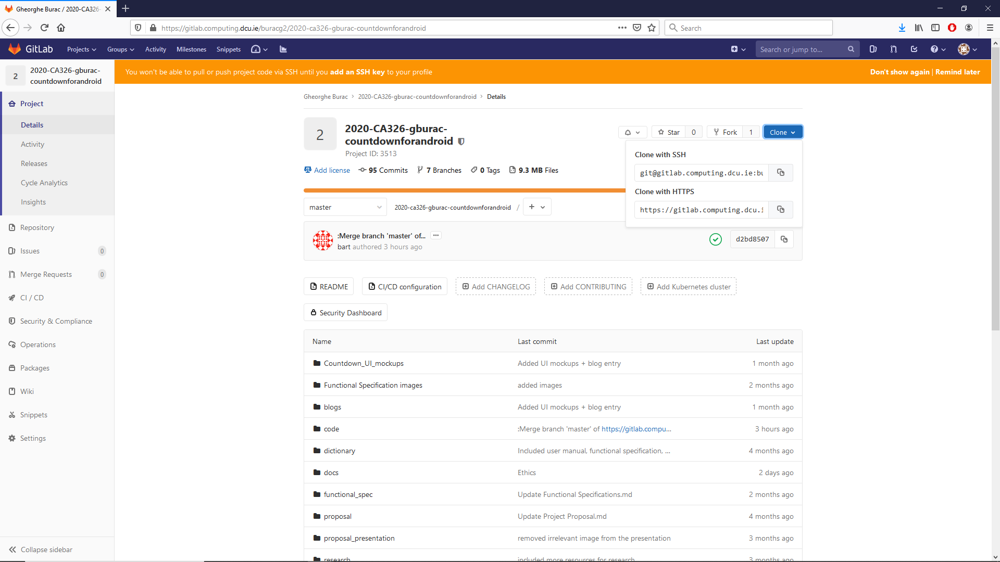 Gheorghe Burac / 2020-CA326-
https://gitlab.computing.dcu.ie/buracg2/2020-ca326-gburac-countdownforandroid
Search
GitLab
Projects
Groups
Activity
Milestones
Snippets
Search or jump to...
2
2020-CA326-gburac-
countdownforandroid
You won't be able to pull or push project code via SSH until you add an SSH key to your profile
Don't show again | Remind later
Project
Details
Activity
Releases
Cycle Analytics
Insights
Repository
Issues 0
Merge Requests 0
CI / CD
Security & Compliance
Operations
Packages
Wiki
Snippets
Settings
Collapse sidebar
Gheorghe Burac > 2020-CA326-gburac-countdownforandroid > Details
2
2020-CA326-gburac-
countdownforandroid
Project ID: 3513
Star 0
Fork 1
Clone
Add license 95 Commits 7 Branches 0 Tags 9.3 MB Files
Clone with SSH
git@gitlab.computing.dcu.ie:bu
Clone with HTTPS
https://gitlab.computing.dcu.i
master
2020-ca326-gburac-countdownforandroid /
:Merge branch 'master' of...
bart authored 3 hours ago
d2bd8507
README
CI/CD configuration
Add CHANGELOG
Add CONTRIBUTING
Add Kubernetes cluster
Security Dashboard
Name Last commit Last update
Countdown_UI_mockups Added UI mockups + blog entry 1 month ago
Functional Specification images added images 2 months ago
blogs Added UI mockups + blog entry 1 month ago
code :Merge branch 'master' of https://gitlab.compu... 3 hours ago
dictionary Included user manual, functional specification, ... 4 months ago
docs Ethics 2 days ago
functional_spec Update Functional Specifications.md 2 months ago
proposal Update Project Proposal.md 4 months ago
proposal_presentation removed irrelevant image from the presentation 3 months ago
research included more resources for research 3 months ago